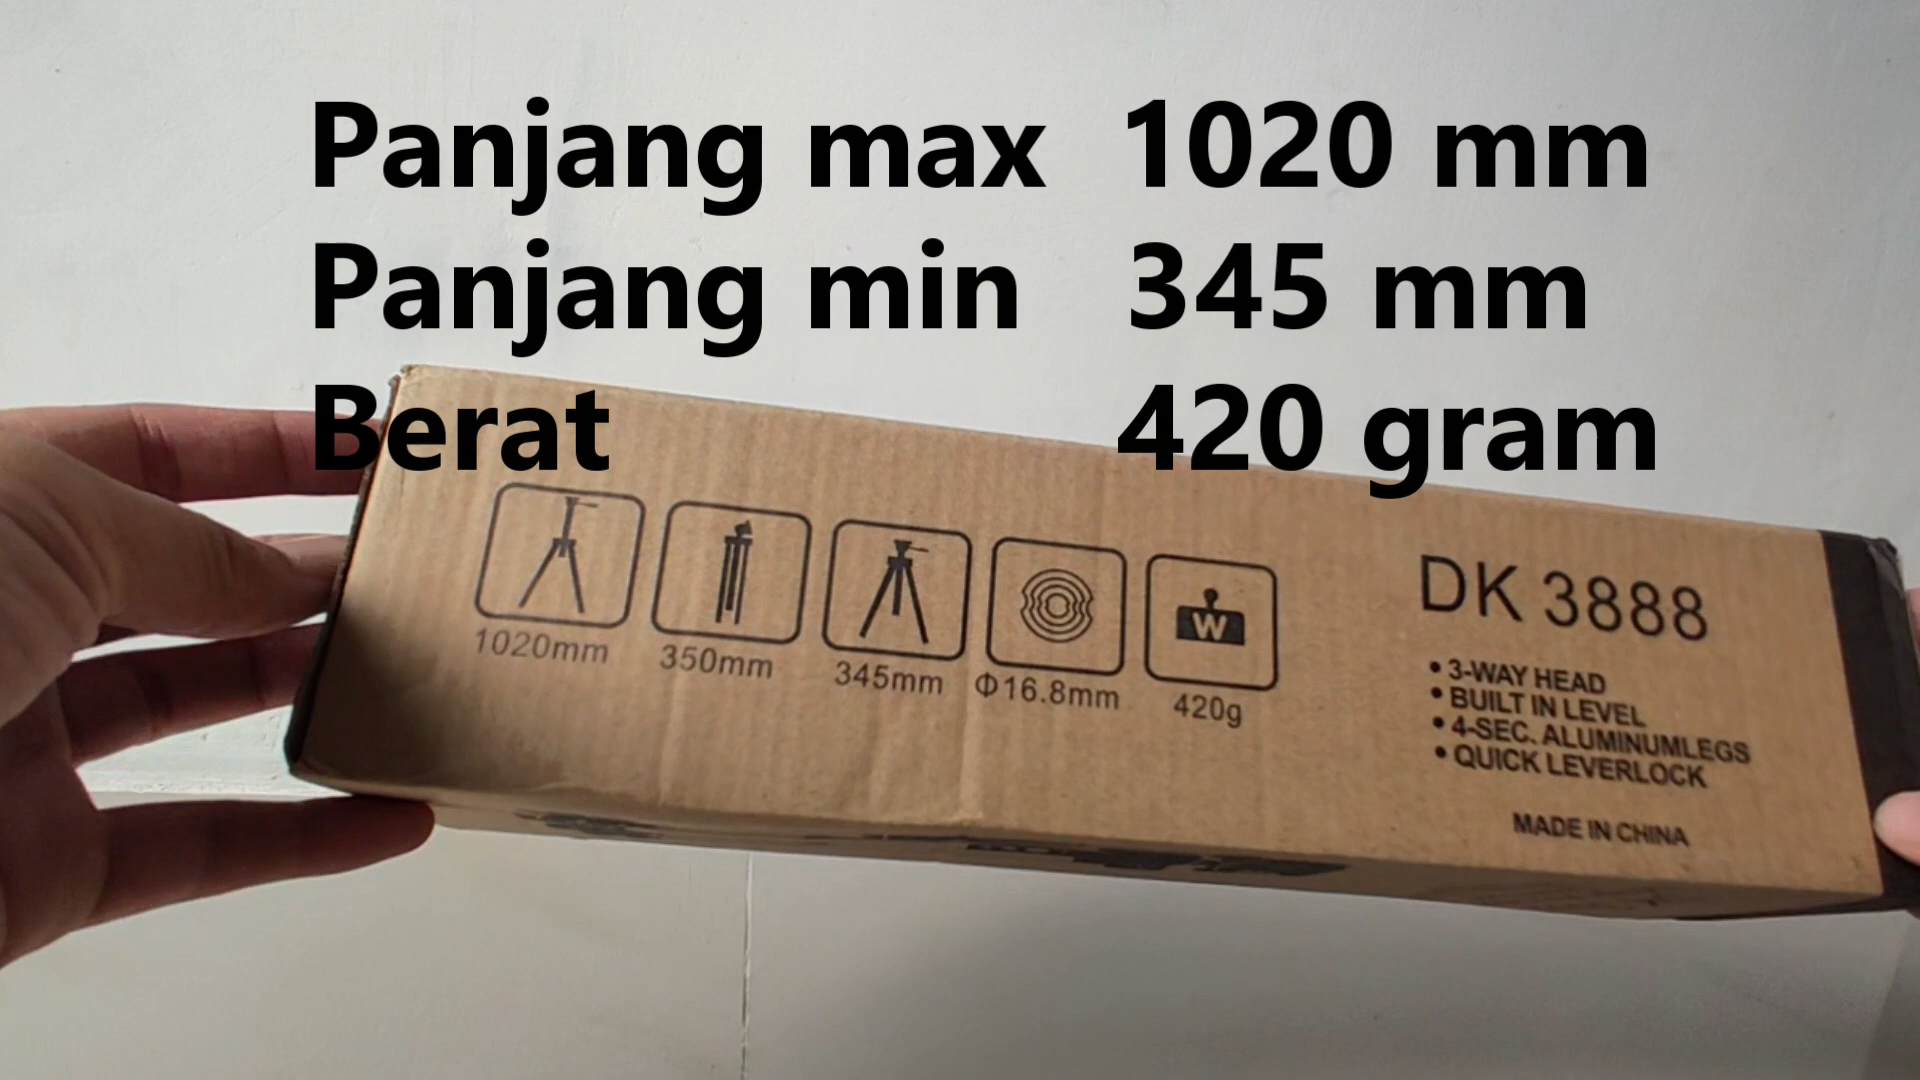 Panjang max 1020 mm
Panjang min 345 mm
Berat 420 gram
1020mm
350mm
345mm
Φ16.8mm
W
420g
DK 3888
• 3-WAY HEAD
• BUILT IN LEVEL
• 4-SEC. ALUMINUMLEGS
• QUICK LEVERLOCK
MADE IN CHINA